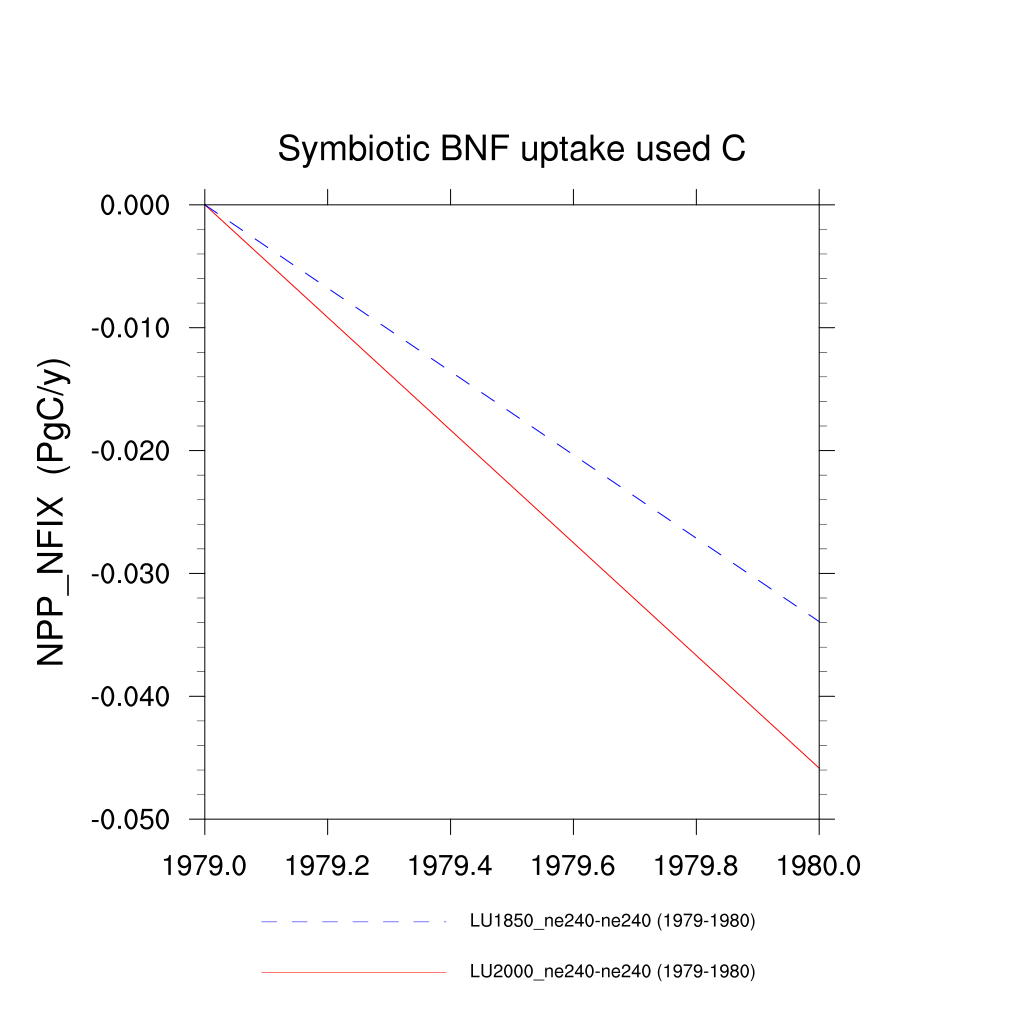 Symbiotic BNF uptake used C
NPP_NFIX (PgC/y)
0.000
-0.010
-0.020
-0.030
-0.040
-0.050
1979.0 1979.2 1979.4 1979.6 1979.8 1980.0
LU1850_ne240-ne240 (1979-1980)
LU2000_ne240-ne240 (1979-1980)